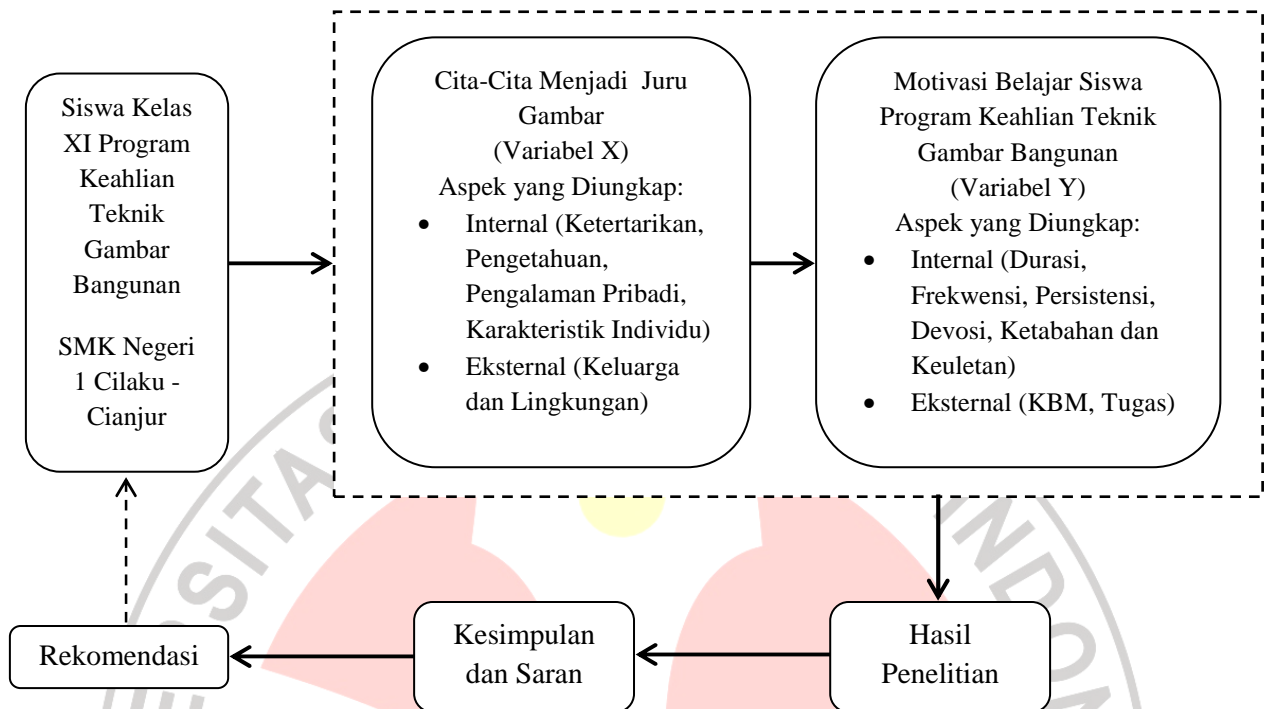 Siswa Kelas
XI Program
Keahlian
Teknik
Gambar
Bangunan
SMK Negeri
1 Cilaku -
Cianjur
Cita-Cita Menjadi Juru
Gambar
(Variabel X)
Aspek yang Diungkap:
• Internal (Ketertarikan,
Pengetahuan,
Pengalaman Pribadi,
Karakteristik Individu)
• Eksternal (Keluarga
dan Lingkungan)
Motivasi Belajar Siswa
Program Keahlian Teknik
Gambar Bangunan
(Variabel Y)
Aspek yang Diungkap:
• Internal (Durasi,
Frekwensi, Persistensi,
Devosi, Ketabahan dan
Keuletan)
• Eksternal (KBM, Tugas)
Hasil
Penelitian
Kesimpulan
dan Saran
Rekomendasi